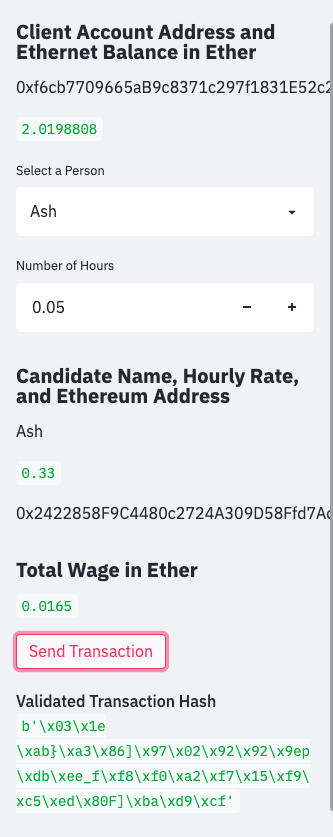 Client Account Address and
Ethernet Balance in Ether
0xf6cb7709665aB9c8371c297f1831E52c2
2.0198808
Select a Person
Ash
Number of Hours
0.05
Candidate Name, Hourly Rate,
and Ethereum Address
Ash
0.33
0x2422858F9C4480c2724A309D58Ffd7Ac
Total Wage in Ether
0.0165
Send Transaction
Validated Transaction Hash
b'\x03\x1e
\xab}\xa3\x86]\x97\x02\x92\x92\x9ep
\xdb\xee_f\xf8\xf0\xa2\xf7\x15\xf9\
xc5\xed\x80F]\xba\xd9\xcf'